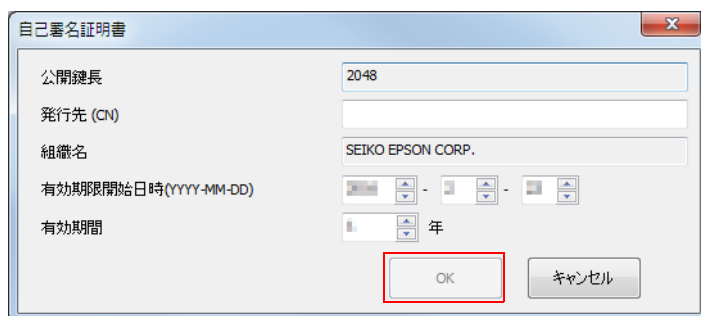 自己署名証明書
公開鍵長 2048
発行先 (CN)
組織名 SEIKO EPSON CORP.
有効期限開始日時(YYYY-MM-DD) - -
有効期間 年
OK キャンセル